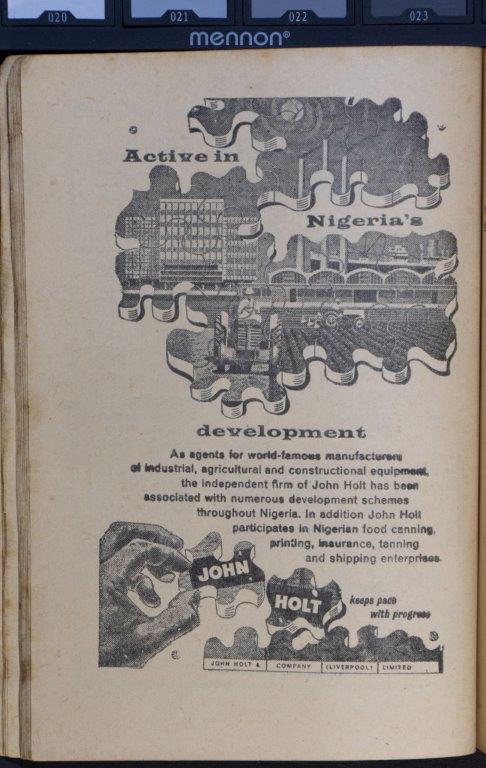 020 021 022 023
mennon®
Active in
Nigeria's
development
As agents for world-famous manufacturers
of industrial, agricultural and constructional equipment,
the independent firm of John Holt has been
associated with numerous development schemes
throughout Nigeria. In addition John Holt
participates in Nigerian food canning,
printing, insurance, tanning
and shipping enterprises.
JOHN
HOLT
keeps pace
with progress
JOHN HOLT & COMPANY (LIVERPOOL) LIMITED